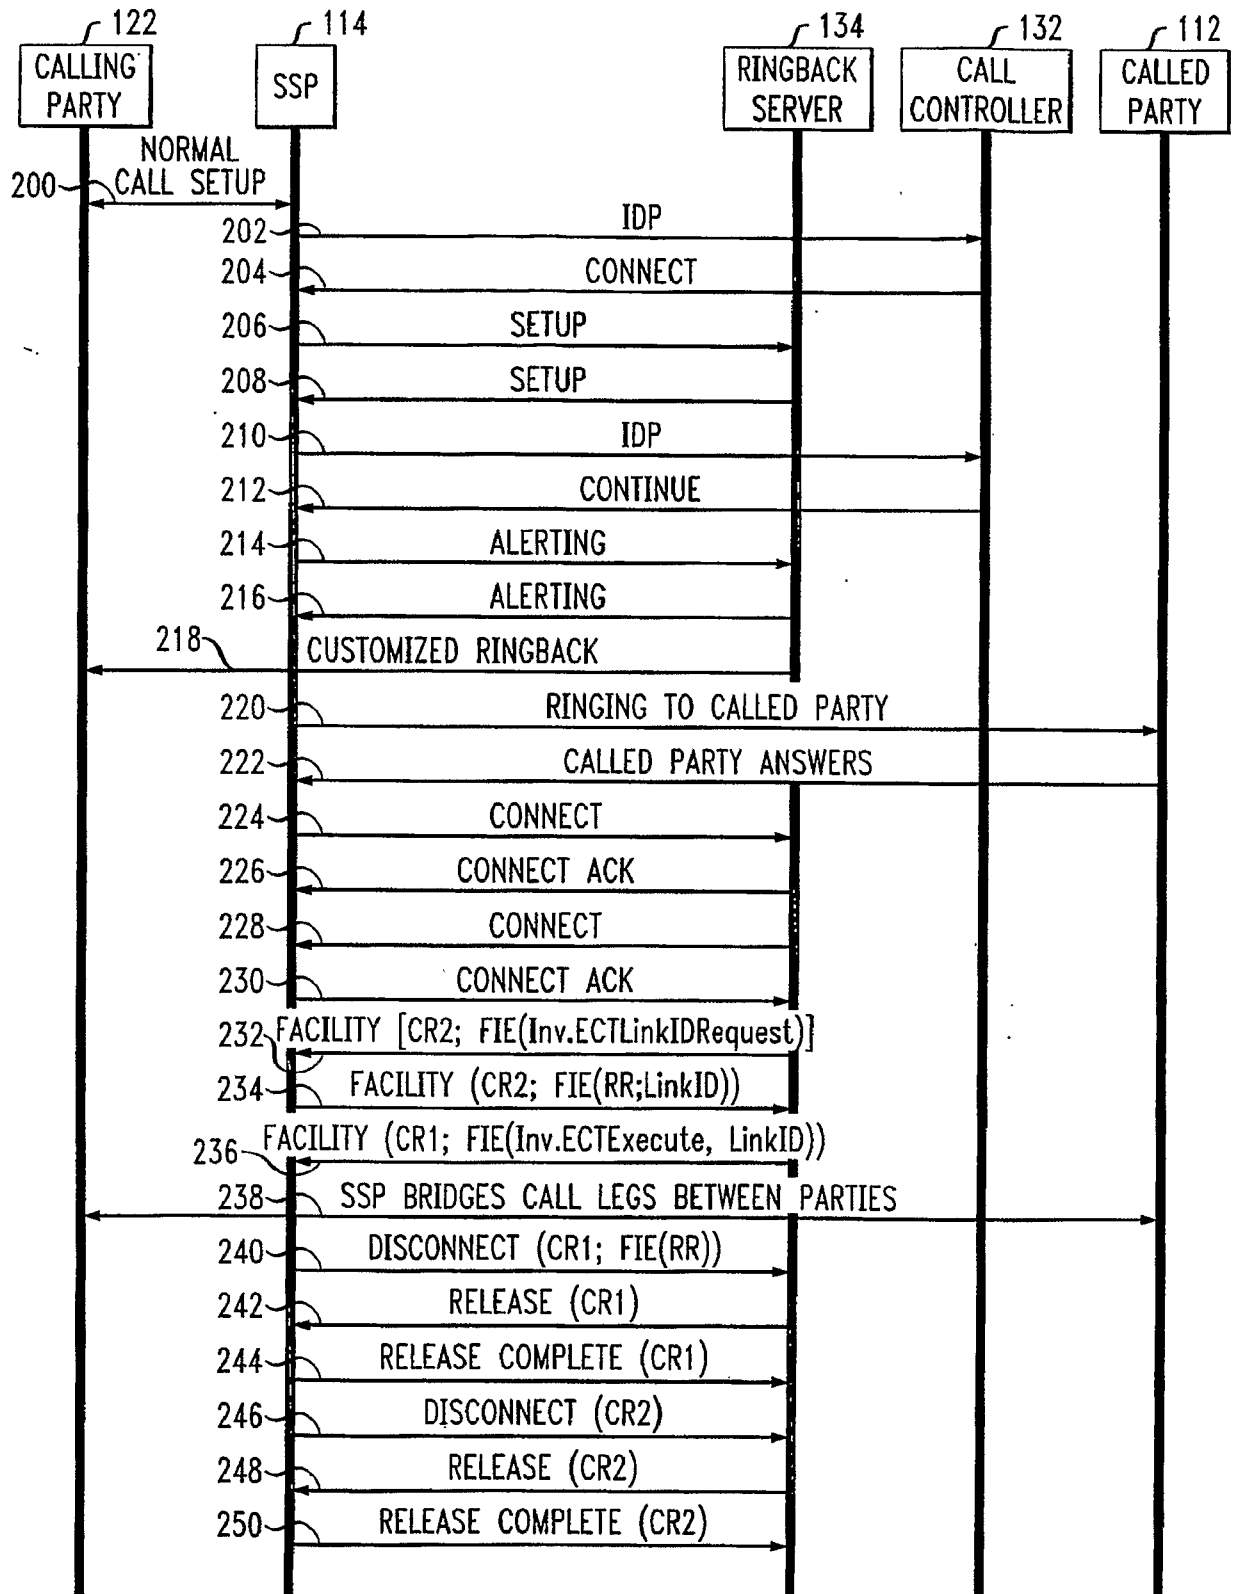 122
114
134
132
112
CALLING PARTY
SSP
RINGBACK SERVER
CALL CONTROLLER
CALLED PARTY
NORMAL CALL SETUP
200
202 IDP
204 CONNECT
206 SETUP
208 SETUP
210 IDP
212 CONTINUE
214 ALERTING
216 ALERTING
218 CUSTOMIZED RINGBACK
220 RINGING TO CALLED PARTY
222 CALLED PARTY ANSWERS
224 CONNECT
226 CONNECT ACK
228 CONNECT
230 CONNECT ACK
232 FACILITY [CR2; FIE(Inv.ECTLinkIDRequest)]
234 FACILITY (CR2; FIE(RR;LinkID))
236 FACILITY (CR1; FIE(Inv.ECTExecute, LinkID))
238 SSP BRIDGES CALL LEGS BETWEEN PARTIES
240 DISCONNECT (CR1; FIE(RR))
242 RELEASE (CR1)
244 RELEASE COMPLETE (CR1)
246 DISCONNECT (CR2)
248 RELEASE (CR2)
250 RELEASE COMPLETE (CR2)